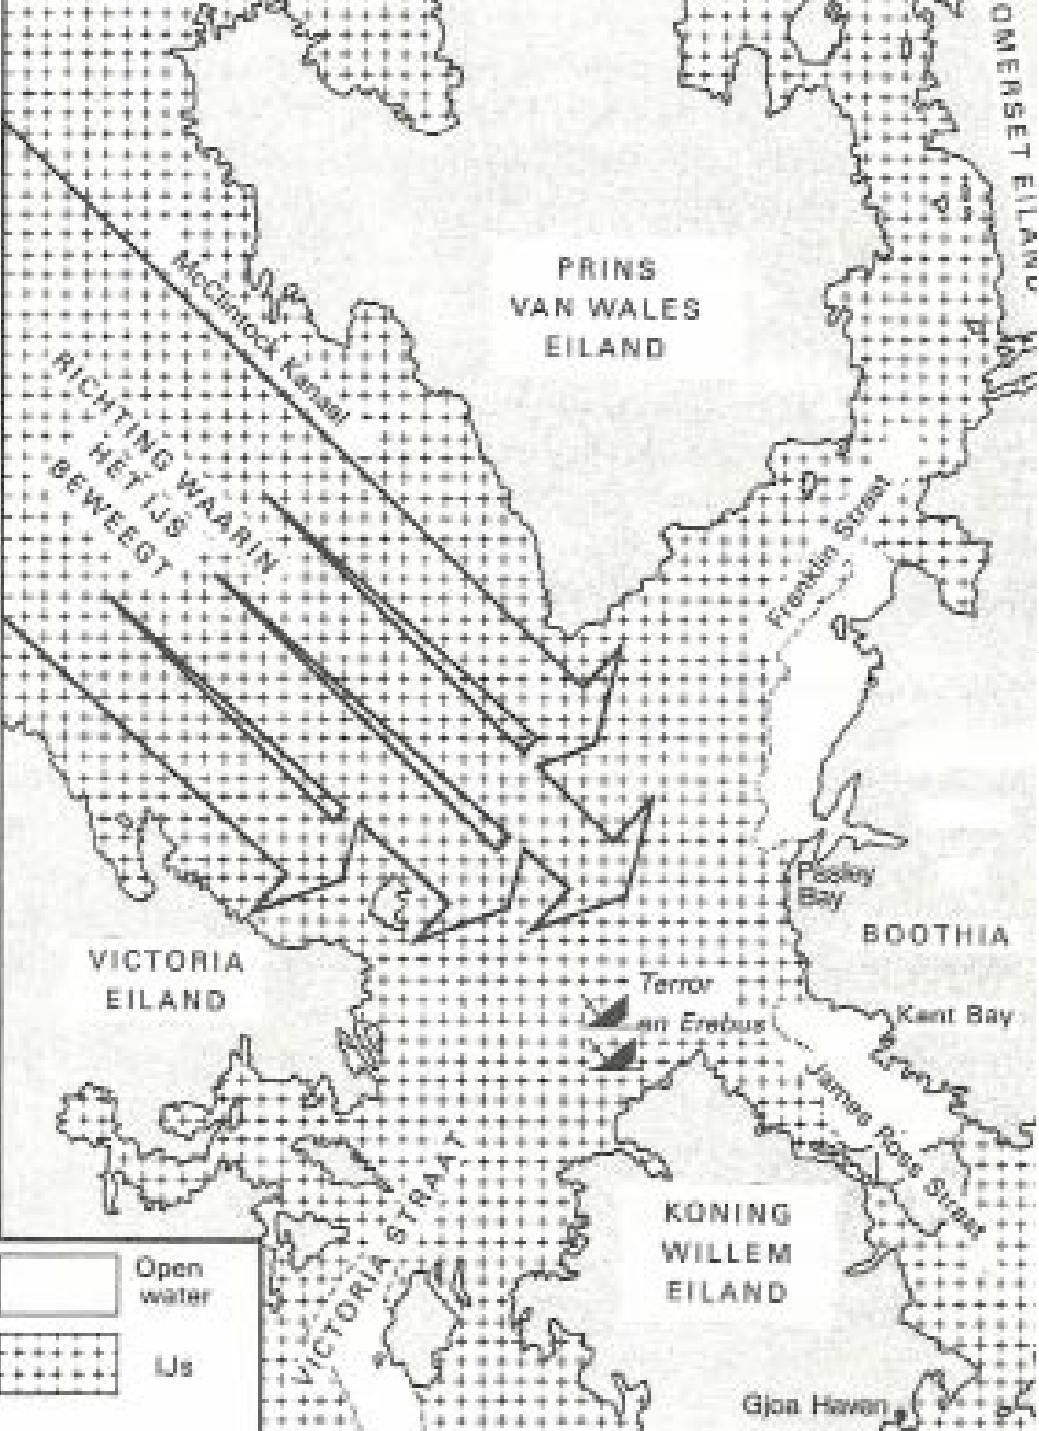 OMERSET EILAND
PRINS
VAN WALES
EILAND
McClintock Kanaal
RICHTING WAARIN
HET IJS
BEWEEGT
Franklin Straat
Pasley
Bay
BOOTHIA
VICTORIA
EILAND
Terror
en Erebus
Kent Bay
James Ross Straat
VICTORIA STRAAT
KONING
WILLEM
EILAND
Open
water
IJs
Gjoa Haven